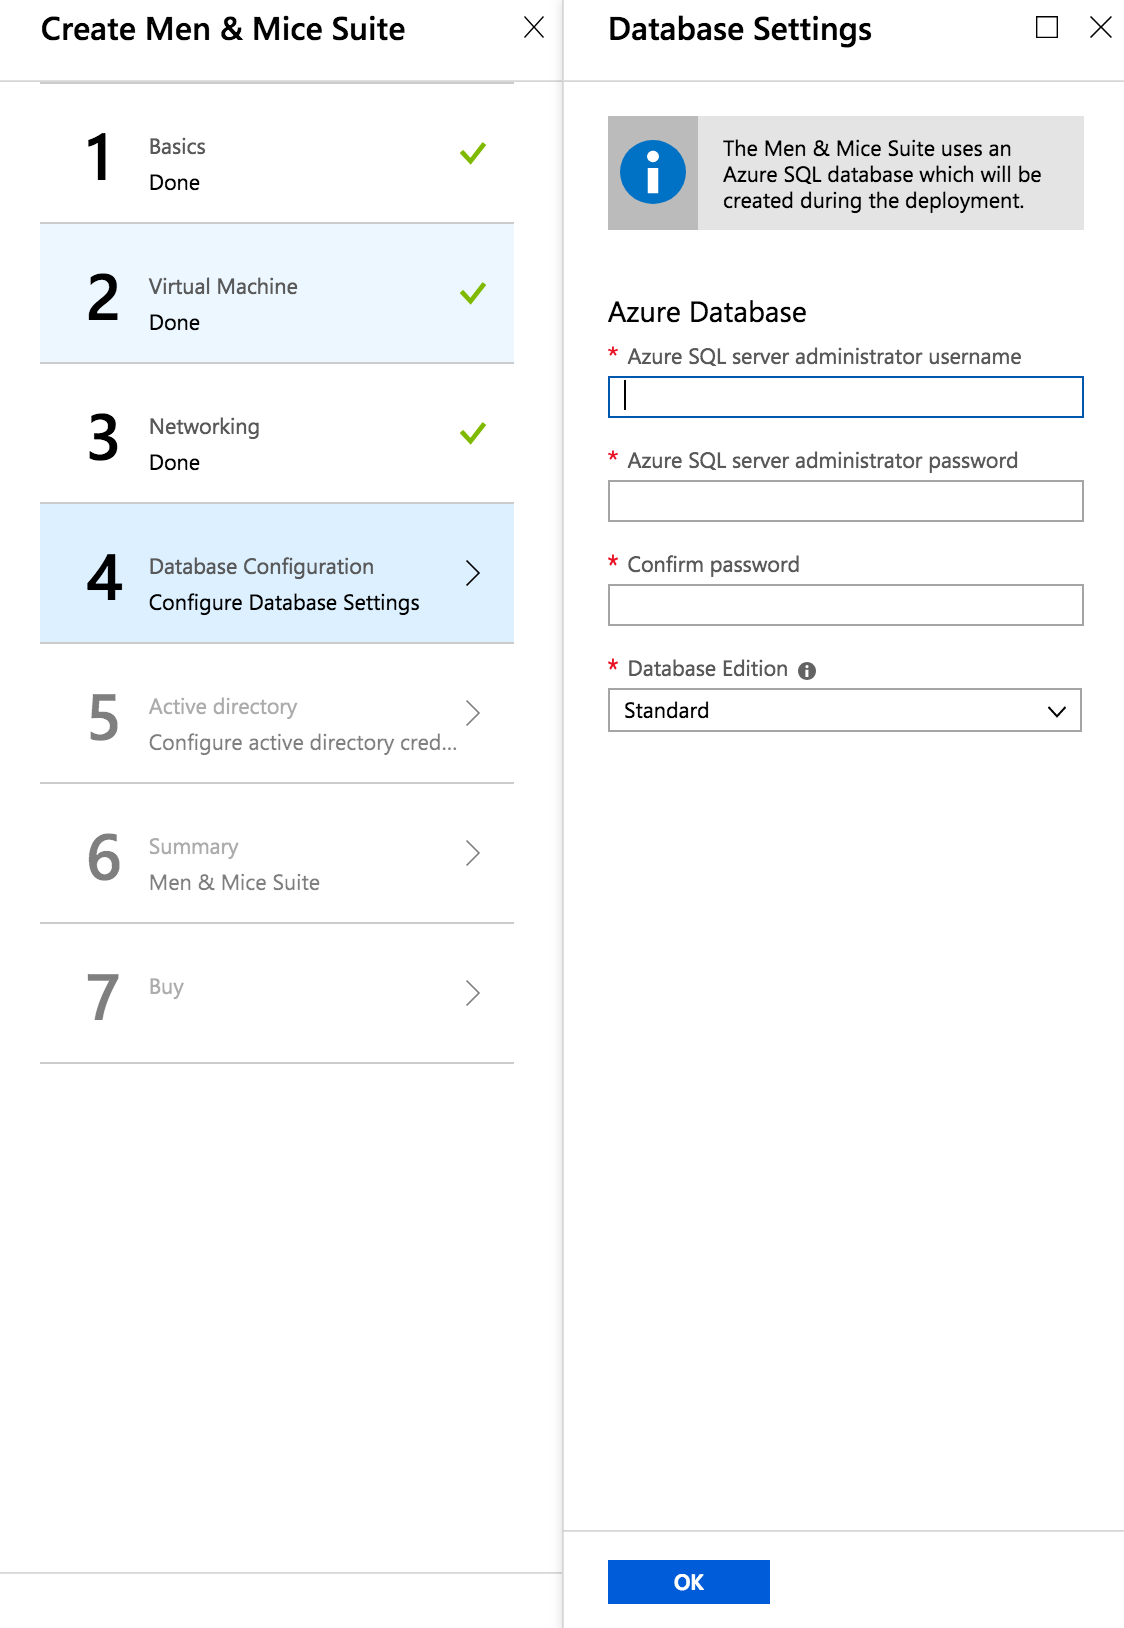 Create Men & Mice Suite
1
Basics
Done
2
Virtual Machine
Done
3
Networking
Done
4
Database Configuration
Configure Database Settings
5
Active directory
Configure active directory cred...
6
Summary
Men & Mice Suite
7
Buy
Database Settings
The Men & Mice Suite uses an
Azure SQL database which will be
created during the deployment.
Azure Database
* Azure SQL server administrator username
* Azure SQL server administrator password
* Confirm password
* Database Edition
Standard
OK